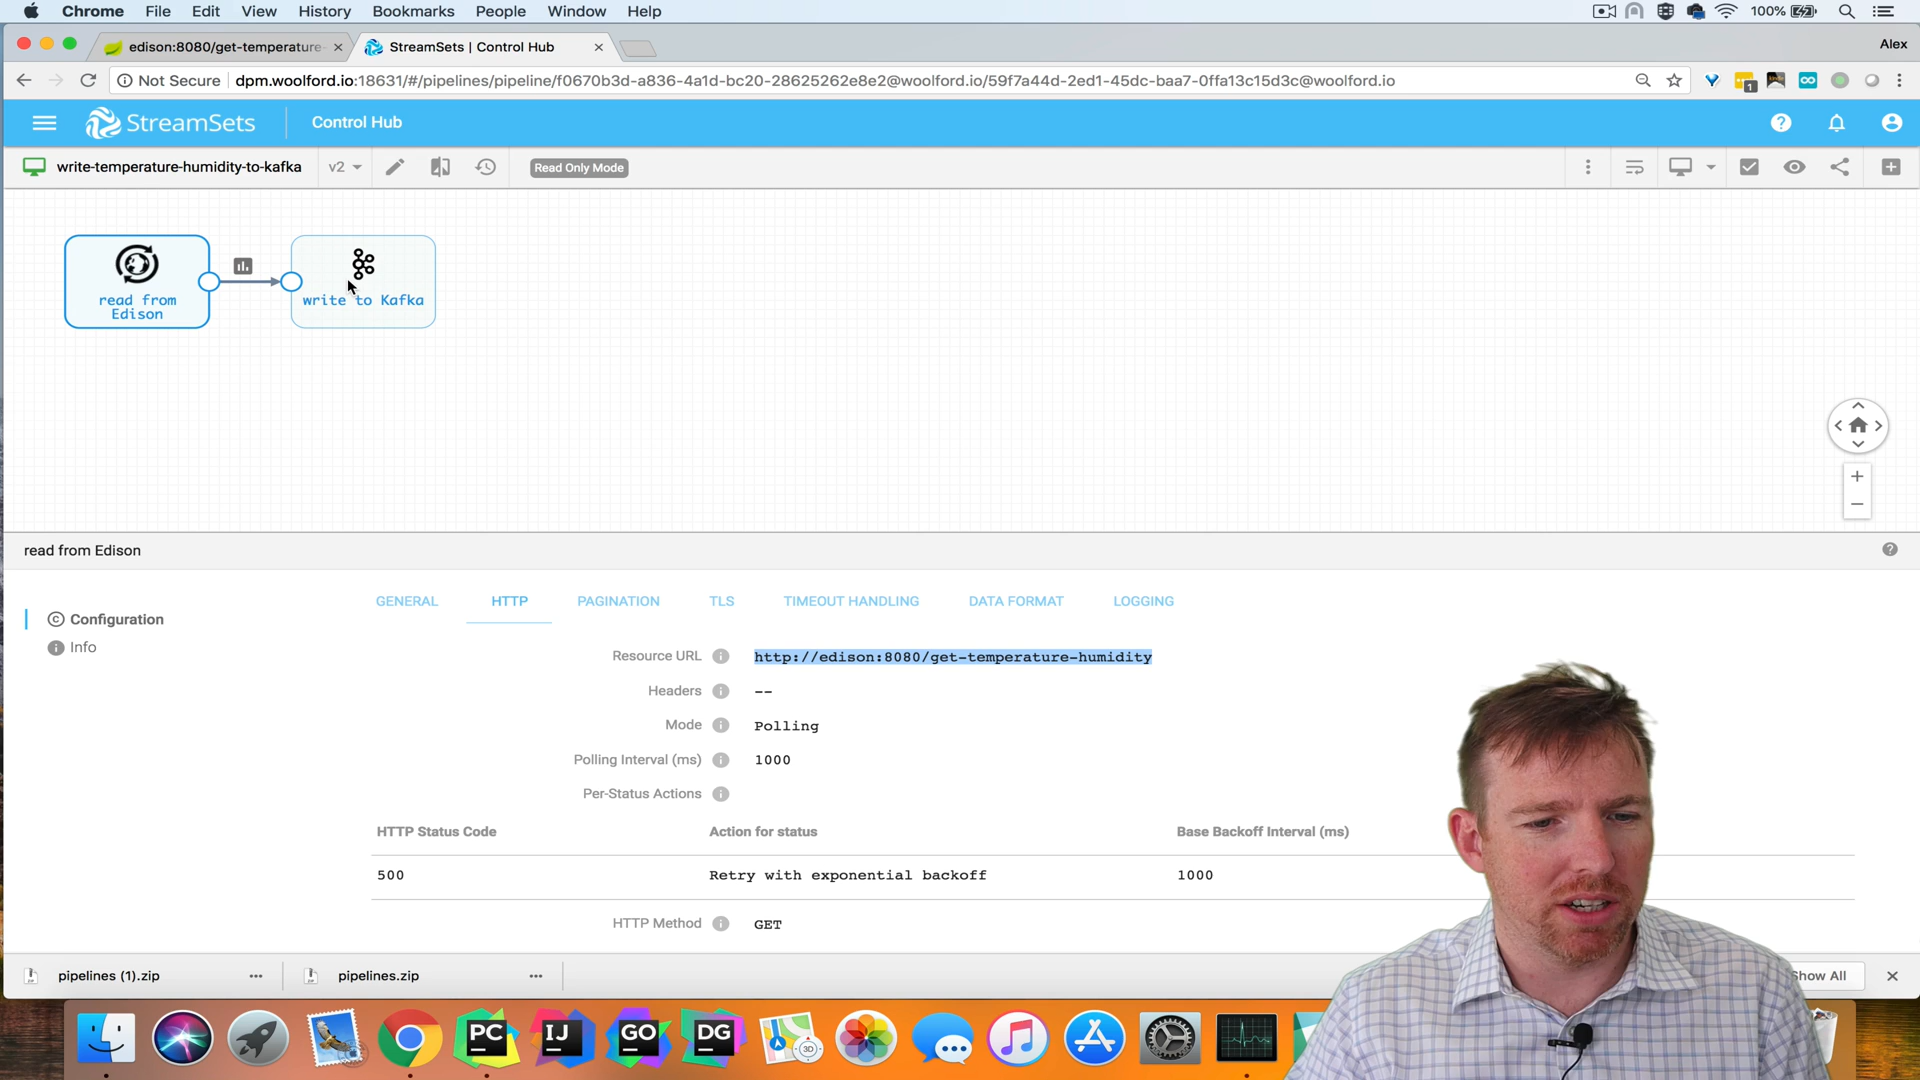 Chrome File Edit View History Bookmarks People Window Help 100%
edison:8080/get-temperature- StreamSets | Control Hub Alex
Not Secure dpm.woolford.io:18631/#/pipelines/pipeline/f0670b3d-a836-4a1d-bc20-28625262e8e2@woolford.io/59f7a44d-2ed1-45dc-baa7-0ffa13c15d3c@woolford.io 1
StreamSets Control Hub
write-temperature-humidity-to-kafka v2 Read Only Mode
read from
Edison
write to Kafka
read from Edison
Configuration
Info
GENERAL HTTP PAGINATION TLS TIMEOUT HANDLING DATA FORMAT LOGGING
Resource URL http://edison:8080/get-temperature-humidity
Headers --
Mode Polling
Polling Interval (ms) 1000
Per-Status Actions
HTTP Status Code Action for status Base Backoff Interval (ms)
500 Retry with exponential backoff 1000
HTTP Method GET
pipelines (1).zip pipelines.zip Show All
PC IJ GO DG 3D